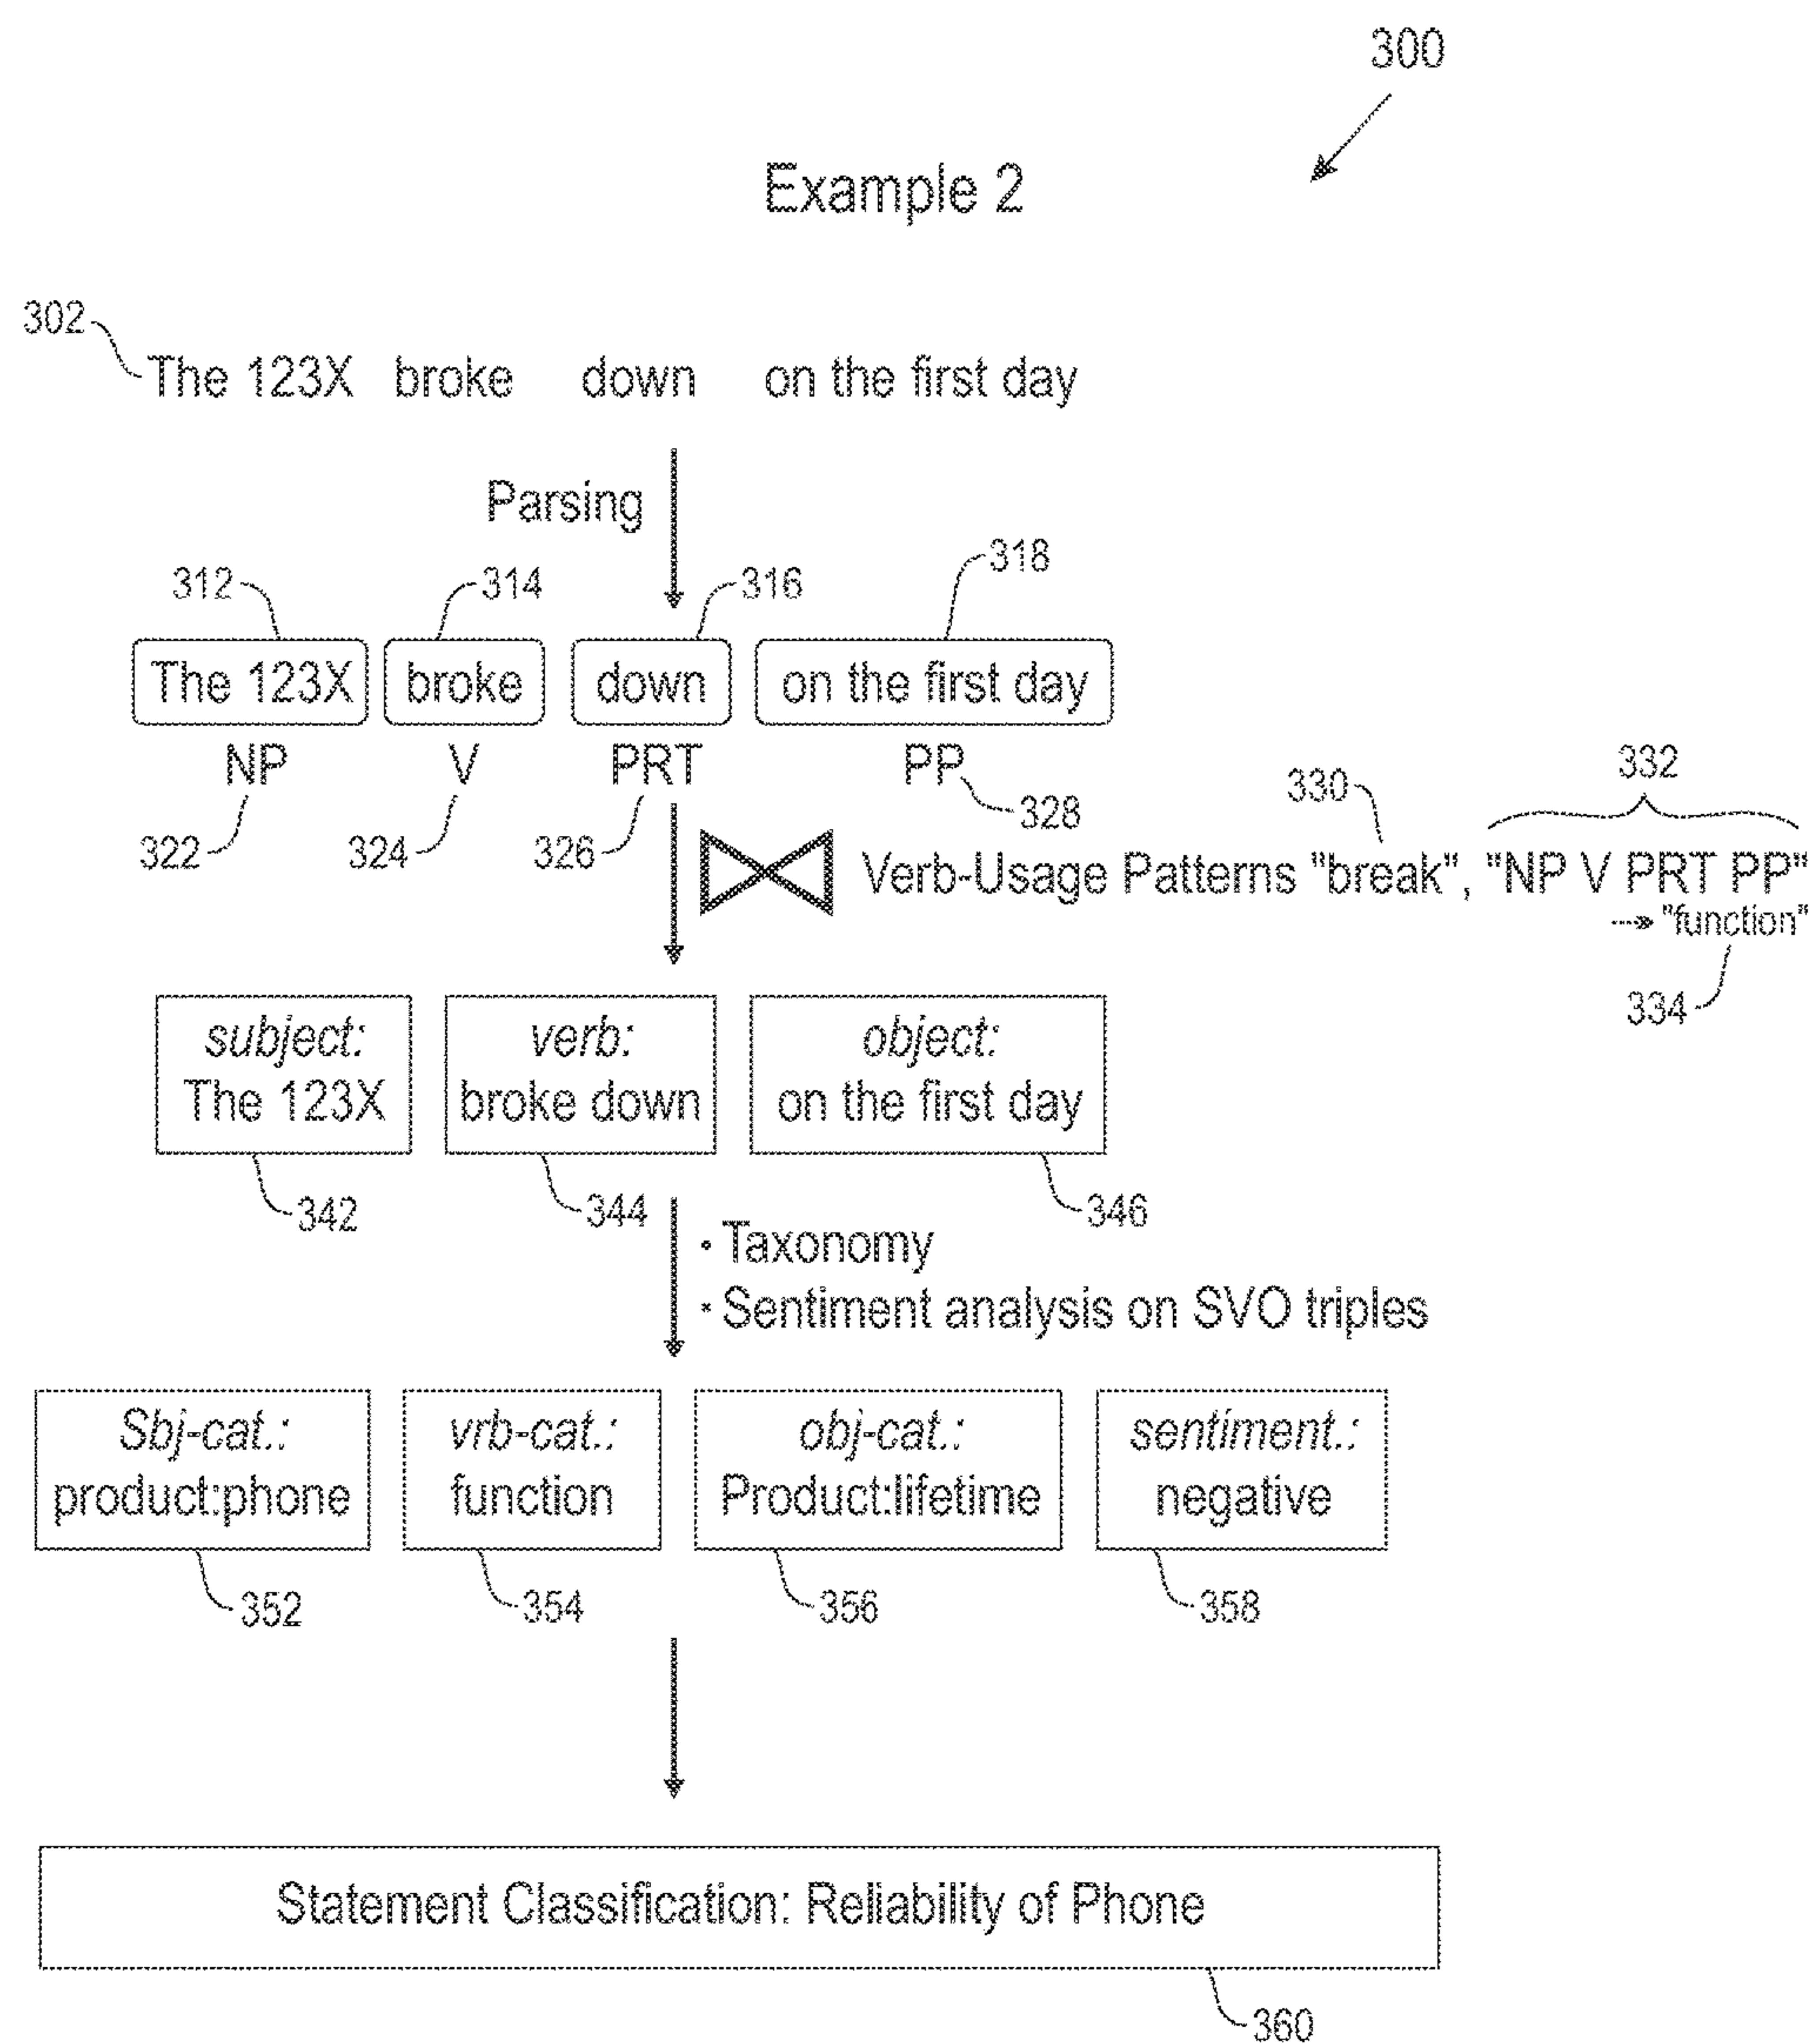 300
Example 2
302
The 123X broke down on the first day
Parsing
312 314 316 318
The 123X broke down on the first day
NP V PRT PP
322 324 326 328 330 332
Verb-Usage Patterns "break", "NP V PRT PP"
"function"
334
subject: verb: object:
The 123X broke down on the first day
342 344 346
· Taxonomy
· Sentiment analysis on SVO triples
Sbj-cat.: vrb-cat.: obj-cat.: sentiment.:
product:phone function Product:lifetime negative
352 354 356 358
Statement Classification: Reliability of Phone
360